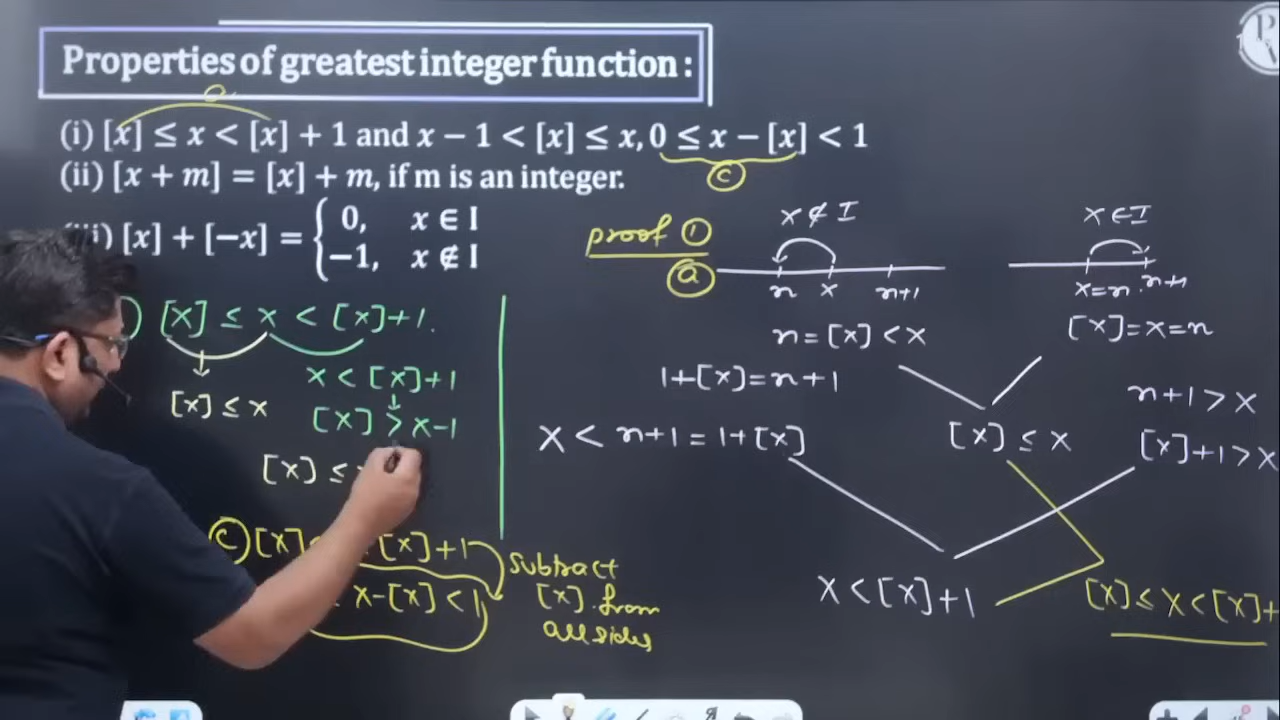 Properties of greatest integer function :
a
(i) [x] ≤ x < [x] + 1 and x − 1 < [x] ≤ x, 0 ≤ x − [x] < 1
(ii) [x + m] = [x] + m, if m is an integer.
c
i) [x] + [−x] = { 0, x ∈ I
−1, x ∉ I
proof 1
a
x ∉ I
n x n+1
n = [x] < x
1+[x] = n+1
x < n+1 = 1+[x]
x ∈ I
x=n n+1
[x] = x = n
n+1 > x
[x] ≤ x
[x]+1 > x
x < [x]+1
[x] ≤ x < [x]+
) [x] ≤ x < [x]+1.
x < [x]+1
[x] ≤ x
[x] > x−1
[x] ≤
c [x] [x]+1
x−[x] < 1
Subtract
[x] from
all sides